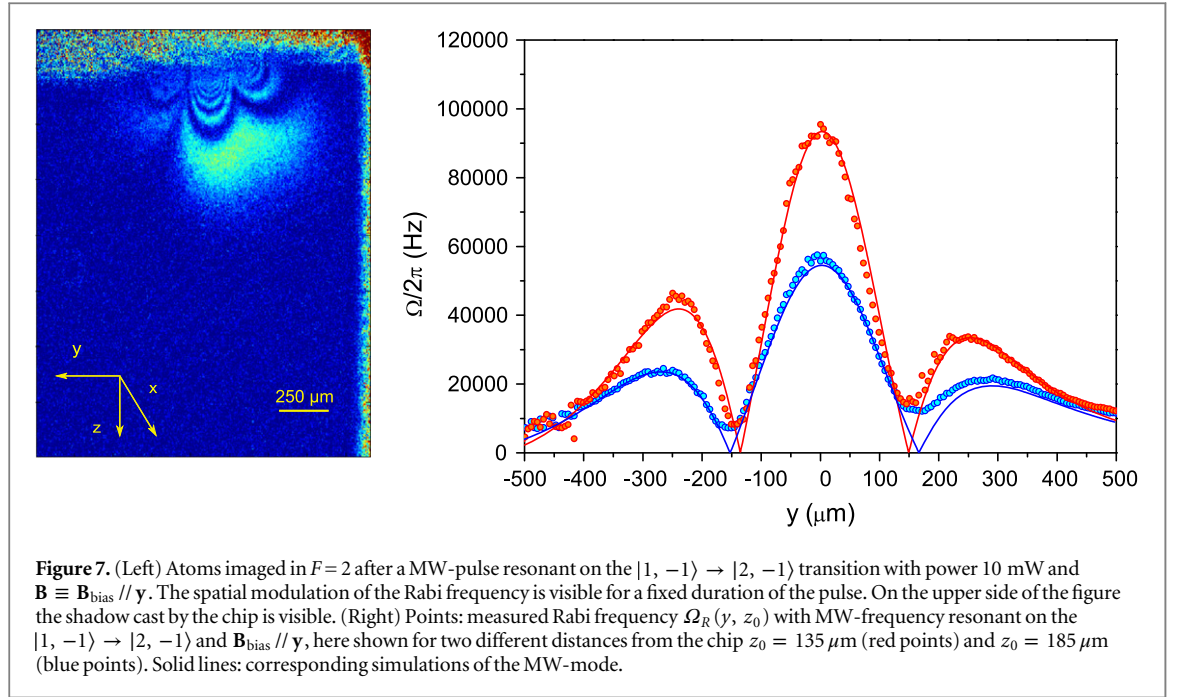 y
x
z
250 μm
120000
100000
80000
60000
40000
20000
0
Ω/2π (Hz)
-500 -400 -300 -200 -100 0 100 200 300 400 500
y (μm)
Figure 7. (Left) Atoms imaged in F = 2 after a MW-pulse resonant on the |1, −1⟩ → |2, −1⟩ transition with power 10 mW and
B ≡ B_bias // y. The spatial modulation of the Rabi frequency is visible for a fixed duration of the pulse. On the upper side of the figure
the shadow cast by the chip is visible. (Right) Points: measured Rabi frequency Ω_R(y, z_0) with MW-frequency resonant on the
|1, −1⟩ → |2, −1⟩ and B_bias // y, here shown for two different distances from the chip z_0 = 135 μm (red points) and z_0 = 185 μm
(blue points). Solid lines: corresponding simulations of the MW-mode.